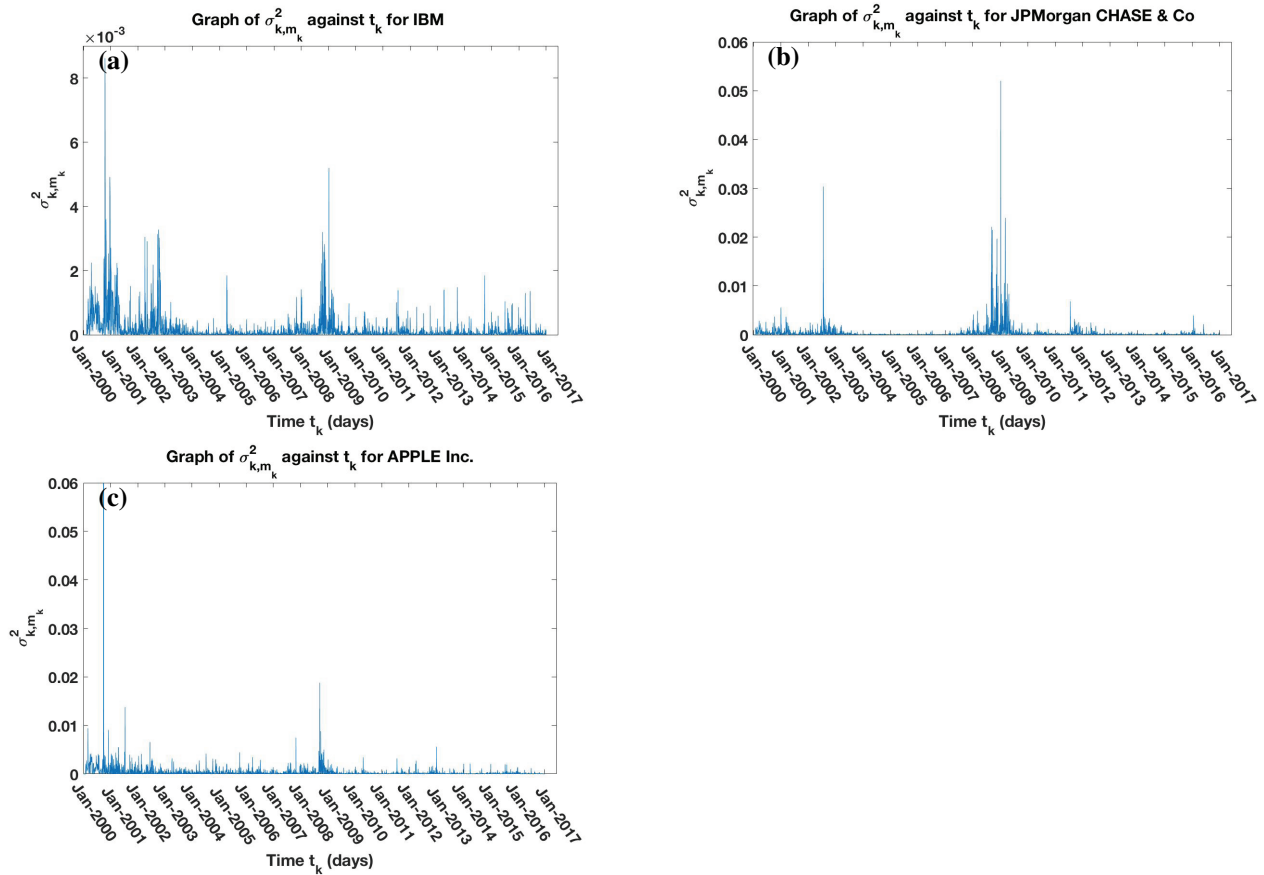 Graph of σ²k,mk against tk for IBM
×10-3
(a)
8
6
4
2
0
σ²k,mk
Jan-2000
Jan-2001
Jan-2002
Jan-2003
Jan-2004
Jan-2005
Jan-2006
Jan-2007
Jan-2008
Jan-2009
Jan-2010
Jan-2011
Jan-2012
Jan-2013
Jan-2014
Jan-2015
Jan-2016
Jan-2017
Time tk (days)
Graph of σ²k,mk against tk for JPMorgan CHASE & Co
(b)
0.06
0.05
0.04
0.03
0.02
0.01
0
σ²k,mk
Jan-2000
Jan-2001
Jan-2002
Jan-2003
Jan-2004
Jan-2005
Jan-2006
Jan-2007
Jan-2008
Jan-2009
Jan-2010
Jan-2011
Jan-2012
Jan-2013
Jan-2014
Jan-2015
Jan-2016
Jan-2017
Time tk (days)
Graph of σ²k,mk against tk for APPLE Inc.
(c)
0.06
0.05
0.04
0.03
0.02
0.01
0
σ²k,mk
Jan-2000
Jan-2001
Jan-2002
Jan-2003
Jan-2004
Jan-2005
Jan-2006
Jan-2007
Jan-2008
Jan-2009
Jan-2010
Jan-2011
Jan-2012
Jan-2013
Jan-2014
Jan-2015
Jan-2016
Jan-2017
Time tk (days)